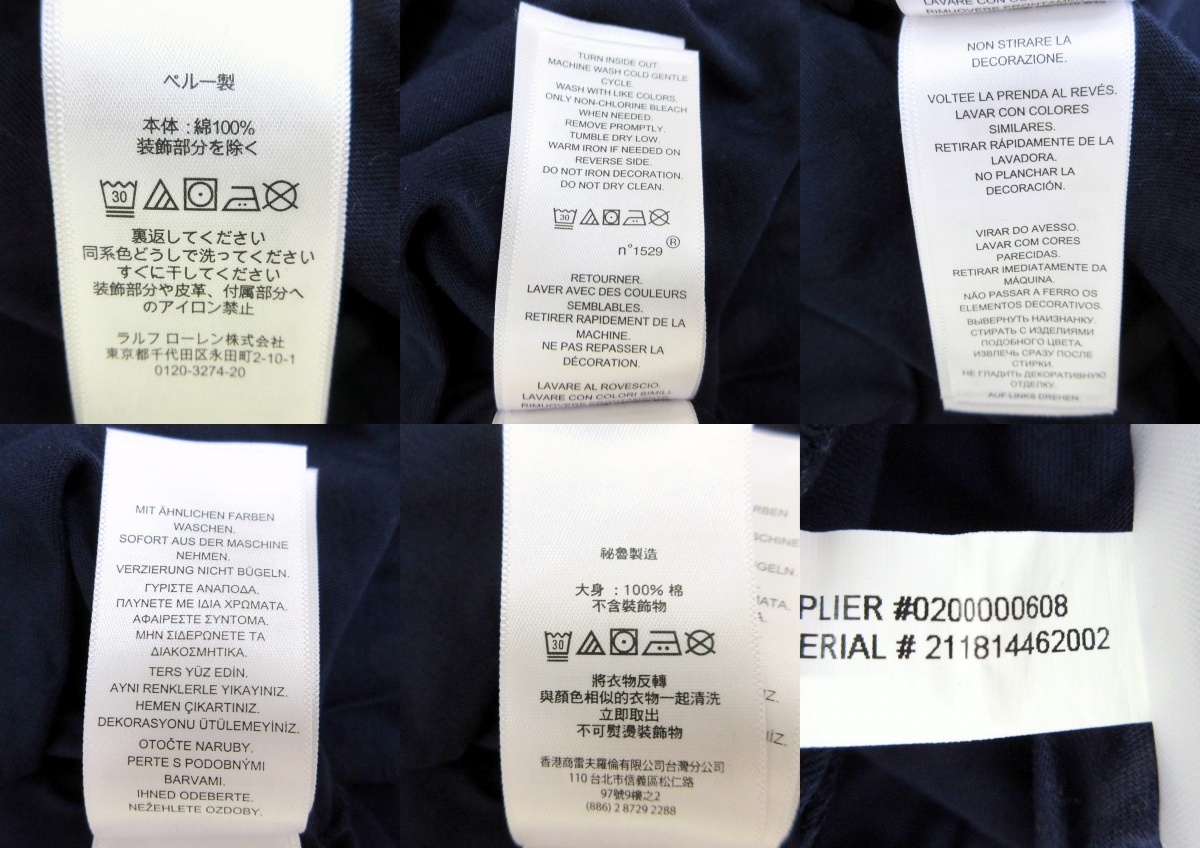 ペルー製
本体 : 綿100%
装飾部分を除く
30
裏返してください
同系色どうしで洗ってください
すぐに干してください
装飾部分や皮革、付属部分へ
のアイロン禁止
ラルフ ローレン株式会社
東京都千代田区永田町2-10-1
0120-3274-20
TURN INSIDE OUT.
MACHINE WASH COLD GENTLE
CYCLE.
WASH WITH LIKE COLORS.
ONLY NON-CHLORINE BLEACH
WHEN NEEDED.
REMOVE PROMPTLY.
TUMBLE DRY LOW.
WARM IRON IF NEEDED ON
REVERSE SIDE.
DO NOT IRON DECORATION.
DO NOT DRY CLEAN.
30
n°1529®
RETOURNER.
LAVER AVEC DES COULEURS
SEMBLABLES.
RETIRER RAPIDEMENT DE LA
MACHINE.
NE PAS REPASSER LA
DÉCORATION.
LAVARE AL ROVESCIO.
LAVARE CON COLORI SIMILI.
RIMUOVERE PRONTAMENTE
LAVARE CON
RIMUOVERE PRONTAMENTE
NON STIRARE LA
DECORAZIONE.
VOLTEE LA PRENDA AL REVÉS.
LAVAR CON COLORES
SIMILARES.
RETIRAR RÁPIDAMENTE DE LA
LAVADORA.
NO PLANCHAR LA
DECORACIÓN.
VIRAR DO AVESSO.
LAVAR COM CORES
PARECIDAS.
RETIRAR IMEDIATAMENTE DA
MÁQUINA.
NÃO PASSAR A FERRO OS
ELEMENTOS DECORATIVOS.
ВЫВЕРНУТЬ НАИЗНАНКУ.
СТИРАТЬ С ИЗДЕЛИЯМИ
ПОДОБНОГО ЦВЕТА.
ИЗВЛЕЧЬ СРАЗУ ПОСЛЕ
СТИРКИ.
НЕ ГЛАДИТЬ ДЕКОРАТИВНУЮ
ОТДЕЛКУ.
AUF LINKS DREHEN.
MIT ÄHNLICHEN FARBEN
WASCHEN.
SOFORT AUS DER MASCHINE
NEHMEN.
VERZIERUNG NICHT BÜGELN.
ΓΥΡΙΣΤΕ ΑΝΑΠΟΔΑ.
ΠΛΥΝΕΤΕ ΜΕ ΙΔΙΑ ΧΡΩΜΑΤΑ.
ΑΦΑΙΡΕΣΤΕ ΣΥΝΤΟΜΑ.
ΜΗΝ ΣΙΔΕΡΩΝΕΤΕ ΤΑ
ΔΙΑΚΟΣΜΗΤΙΚΑ.
TERS YÜZ EDİN.
AYNI RENKLERLE YIKAYINIZ.
HEMEN ÇIKARTINIZ.
DEKORASYONU ÜTÜLEMEYİNİZ.
OTOČTE NARUBY.
PERTE S PODOBNÝMI
BARVAMI.
IHNED ODEBERTE.
NEŽEHLETE OZDOBY.
祕魯製造
大身 : 100% 棉
不含裝飾物
30
將衣物反轉
與顏色相似的衣物一起清洗
立即取出
不可熨燙裝飾物
香港商雷夫羅倫有限公司台灣分公司
110 台北市信義區松仁路
97號9樓之2
(886) 2 8729 2288
PLIER #0200000608
ERIAL # 211814462002